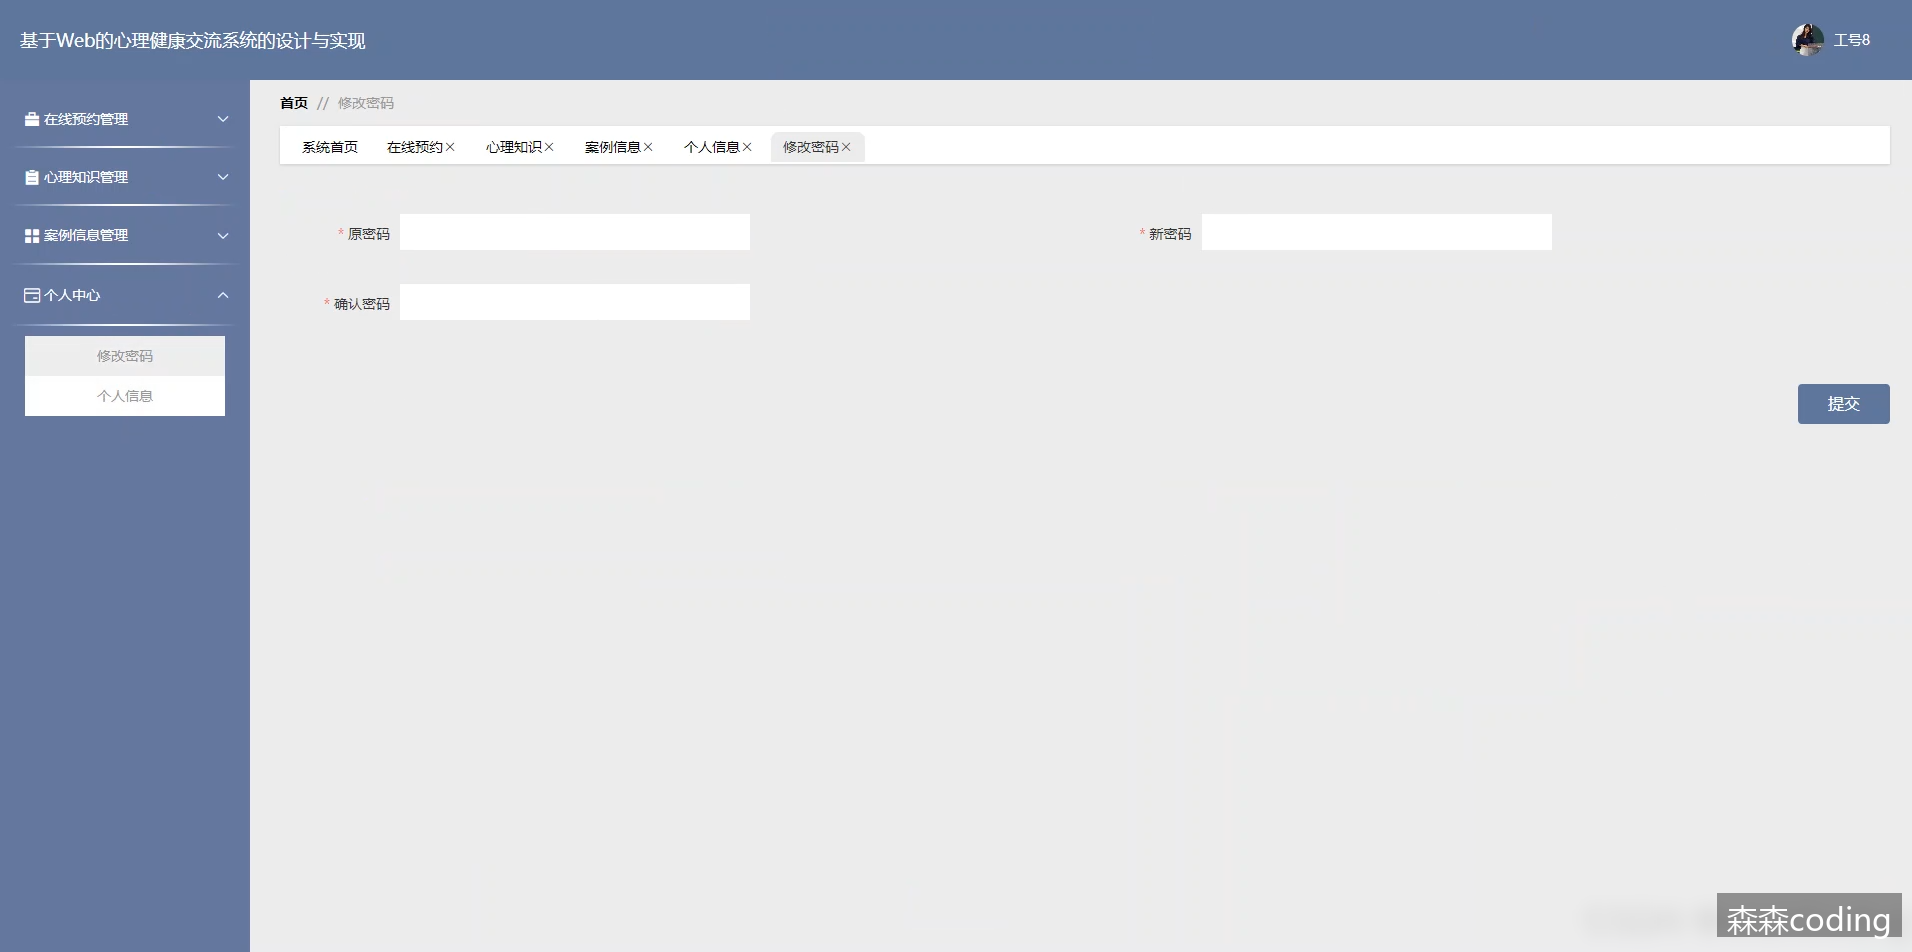 基于Web的心理健康交流系统的设计与实现
工号8
在线预约管理
心理知识管理
案例信息管理
个人中心
修改密码
个人信息
首页 // 修改密码
系统首页 在线预约 心理知识 案例信息 个人信息 修改密码
* 原密码
* 新密码
* 确认密码
提交
森森coding